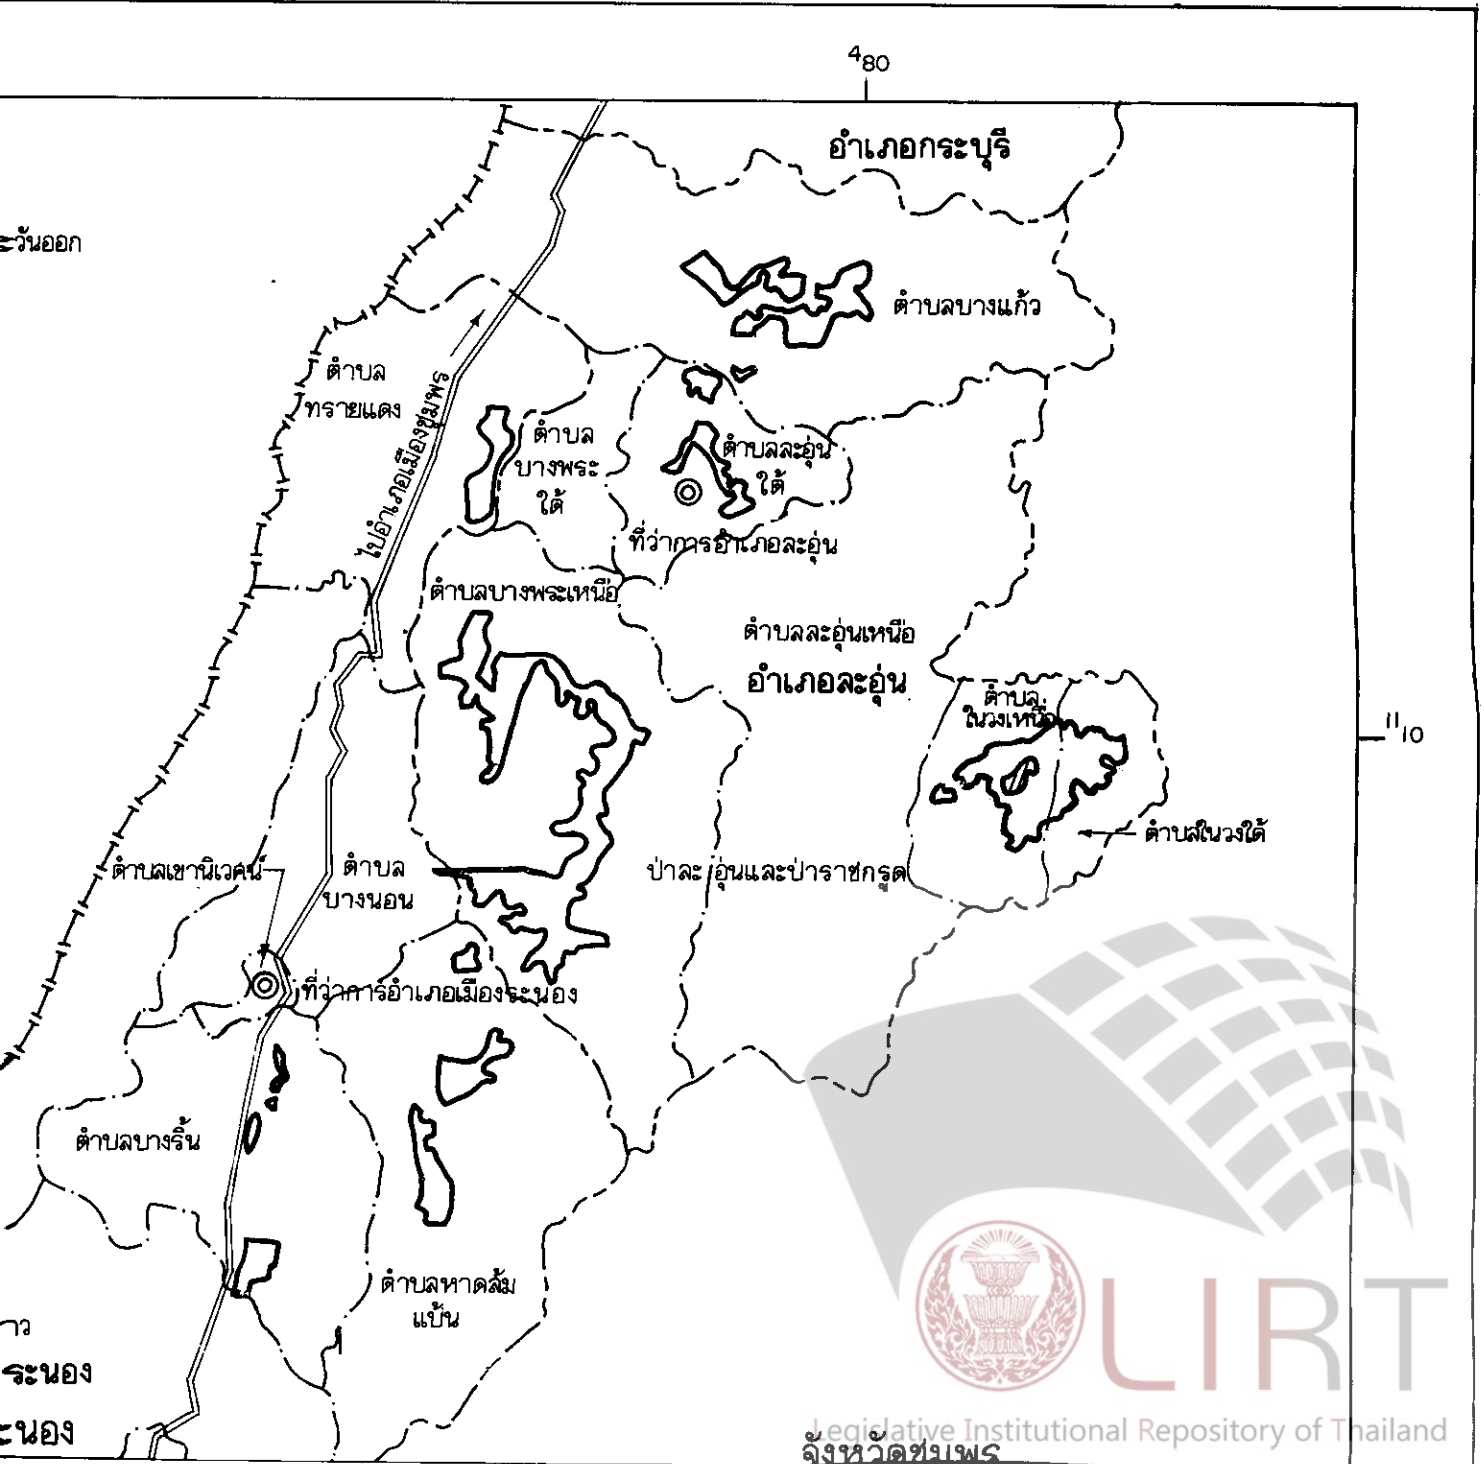 480
อำเภอกระบุรี
ะวันออก
ตำบลบางแก้ว
ตำบล
ทรายแดง
ไปอำเภอเมืองชุมพร
ตำบล
บางพระ
ใต้
ตำบลละอุ่น
ใต้
ที่ว่าการอำเภอละอุ่น
ตำบลบางพระเหนือ
ตำบลละอุ่นเหนือ
อำเภอละอุ่น
ตำบล
ในวงเหนือ
1110
ตำบลในวงใต้
ตำบลเขานิเวศน์
ตำบล
บางนอน
ป่าละอุ่นและป่าราชกรูด
ที่ว่าการอำเภอเมืองระนอง
ตำบลบางริ้น
ตำบลหาดส้ม
แป้น
าว
ระนอง
ะนอง
จังหวัดชุมพร
LIRT
Legislative Institutional Repository of Thailand